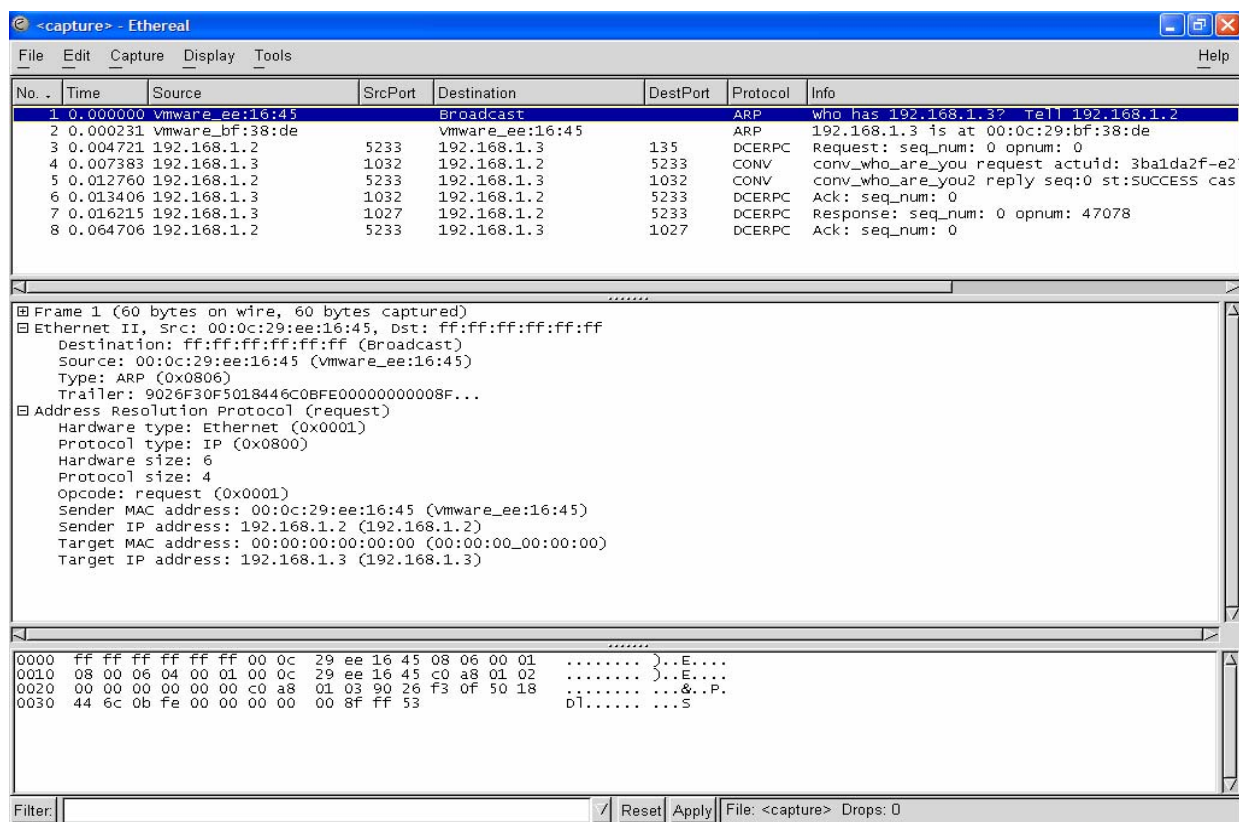 <capture> - Ethereal
File Edit Capture Display Tools Help
No. . Time Source SrcPort Destination DestPort Protocol Info
1 0.000000 Vmware_ee:16:45 Broadcast ARP Who has 192.168.1.3? Tell 192.168.1.2
2 0.000231 Vmware_bf:38:de Vmware_ee:16:45 ARP 192.168.1.3 is at 00:0c:29:bf:38:de
3 0.004721 192.168.1.2 5233 192.168.1.3 135 DCERPC Request: seq_num: 0 opnum: 0
4 0.007383 192.168.1.3 1032 192.168.1.2 5233 CONV conv_who_are_you request actuid: 3ba1da2f-e2
5 0.012760 192.168.1.2 5233 192.168.1.3 1032 CONV conv_who_are_you2 reply seq:0 st:SUCCESS cas
6 0.013406 192.168.1.3 1032 192.168.1.2 5233 DCERPC Ack: seq_num: 0
7 0.016215 192.168.1.3 1027 192.168.1.2 5233 DCERPC Response: seq_num: 0 opnum: 47078
8 0.064706 192.168.1.2 5233 192.168.1.3 1027 DCERPC Ack: seq_num: 0
Frame 1 (60 bytes on wire, 60 bytes captured)
Ethernet II, Src: 00:0c:29:ee:16:45, Dst: ff:ff:ff:ff:ff:ff
Destination: ff:ff:ff:ff:ff:ff (Broadcast)
Source: 00:0c:29:ee:16:45 (Vmware_ee:16:45)
Type: ARP (0x0806)
Trailer: 9026F30F5018446C0BFE00000000008F...
Address Resolution Protocol (request)
Hardware type: Ethernet (0x0001)
Protocol type: IP (0x0800)
Hardware size: 6
Protocol size: 4
Opcode: request (0x0001)
Sender MAC address: 00:0c:29:ee:16:45 (Vmware_ee:16:45)
Sender IP address: 192.168.1.2 (192.168.1.2)
Target MAC address: 00:00:00:00:00:00 (00:00:00_00:00:00)
Target IP address: 192.168.1.3 (192.168.1.3)
0000 ff ff ff ff ff ff 00 0c 29 ee 16 45 08 06 00 01 ........ )..E....
0010 08 00 06 04 00 01 00 0c 29 ee 16 45 c0 a8 01 02 ........ )..E....
0020 00 00 00 00 00 00 c0 a8 01 03 90 26 f3 0f 50 18 ........ ...&..P.
0030 44 6c 0b fe 00 00 00 00 00 8f ff 53 Dl...... ...S
Filter: Reset Apply File: <capture> Drops: 0